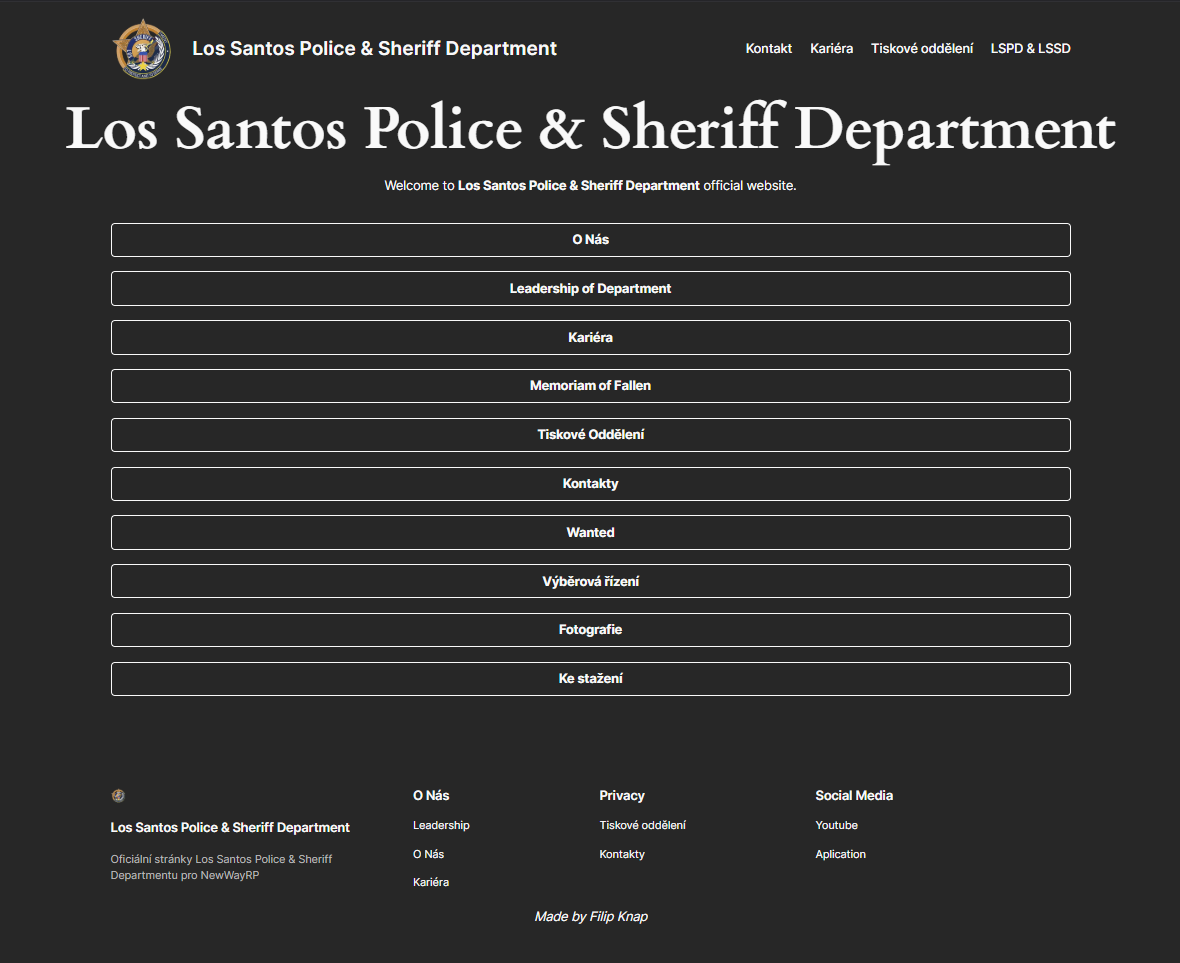 Los Santos Police & Sheriff Department
Kontakt Kariéra Tiskové oddělení LSPD & LSSD
Los Santos Police & Sheriff Department
Welcome to Los Santos Police & Sheriff Department official website.
O Nás
Leadership of Department
Kariéra
Memoriam of Fallen
Tiskové Oddělení
Kontakty
Wanted
Výběrová řízení
Fotografie
Ke stažení
Los Santos Police & Sheriff Department
Oficiální stránky Los Santos Police & Sheriff
Departmentu pro NewWayRP
O Nás
Leadership
O Nás
Kariéra
Privacy
Tiskové oddělení
Kontakty
Social Media
Youtube
Aplication
Made by Filip Knap